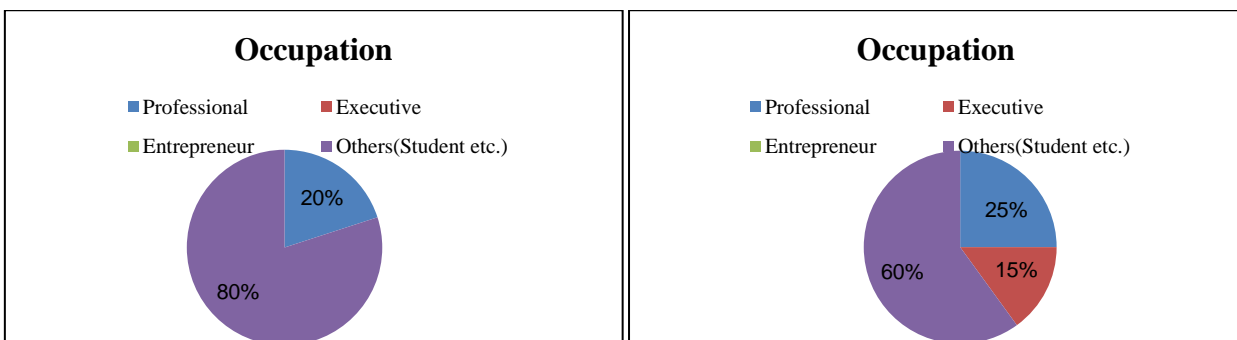 Occupation
Professional Executive
Entrepreneur Others(Student etc.)
20%
80%
Occupation
Professional Executive
Entrepreneur Others(Student etc.)
25%
15%
60%